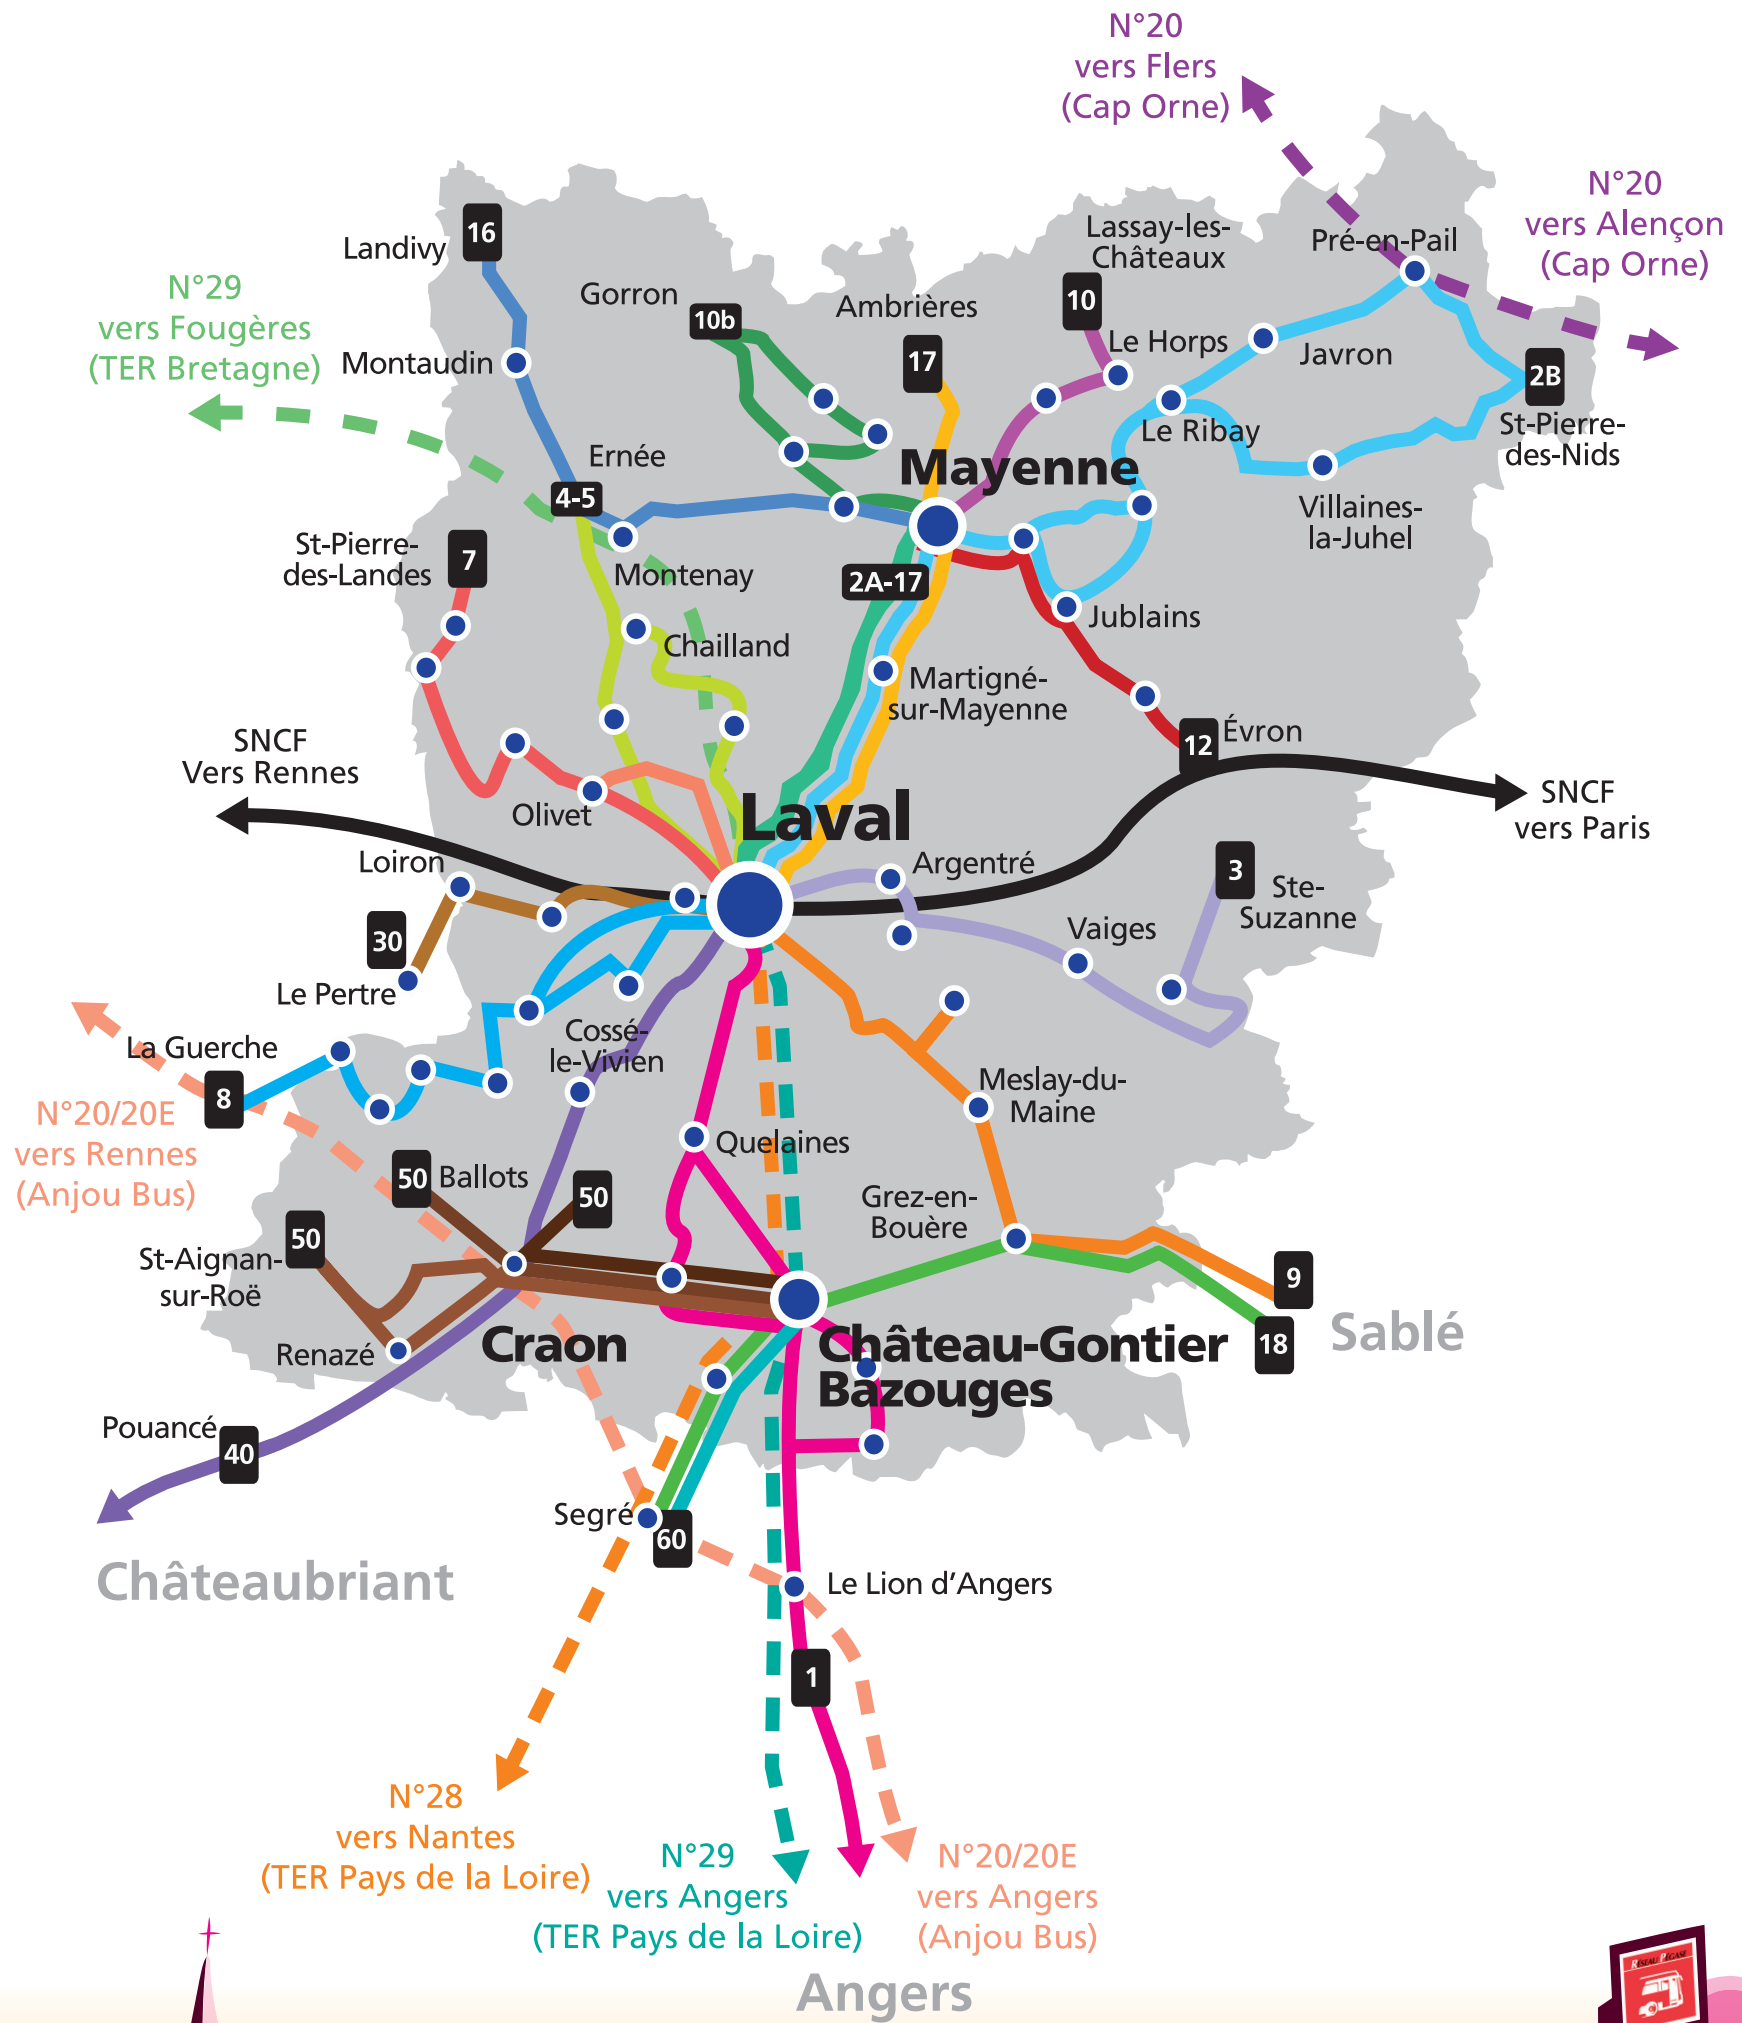 N°20
vers Flers
(Cap Orne)
N°20
vers Alençon
(Cap Orne)
Lassay-les-
Châteaux
Pré-en-Pail
16
Landivy
N°29
vers Fougères
(TER Bretagne)
Gorron
10b
Ambrières
10
17
Le Horps
Javron
2B
Montaudin
St-Pierre-
des-Nids
Le Ribay
Ernée
Mayenne
4-5
Villaines-
la-Juhel
St-Pierre-
des-Landes
7
Montenay
2A-17
Jublains
Chailland
Martigné-
sur-Mayenne
12
Évron
SNCF
Vers Rennes
SNCF
vers Paris
Olivet
Laval
Loiron
Argentré
3
Ste-
Suzanne
30
Vaiges
Le Pertre
La Guerche
8
Cossé-
le-Vivien
Meslay-du-
Maine
N°20/20E
vers Rennes
(Anjou Bus)
Quelaines
50
Ballots
50
Grez-en-
Bouère
50
St-Aignan-
sur-Roë
9
Renazé
Craon
Château-Gontier
Bazouges
18
Sablé
Pouancé
40
Segré
60
Châteaubriant
Le Lion d'Angers
1
N°28
vers Nantes
(TER Pays de la Loire)
N°29
vers Angers
(TER Pays de la Loire)
N°20/20E
vers Angers
(Anjou Bus)
Angers
RÉSEAU PÉGASE